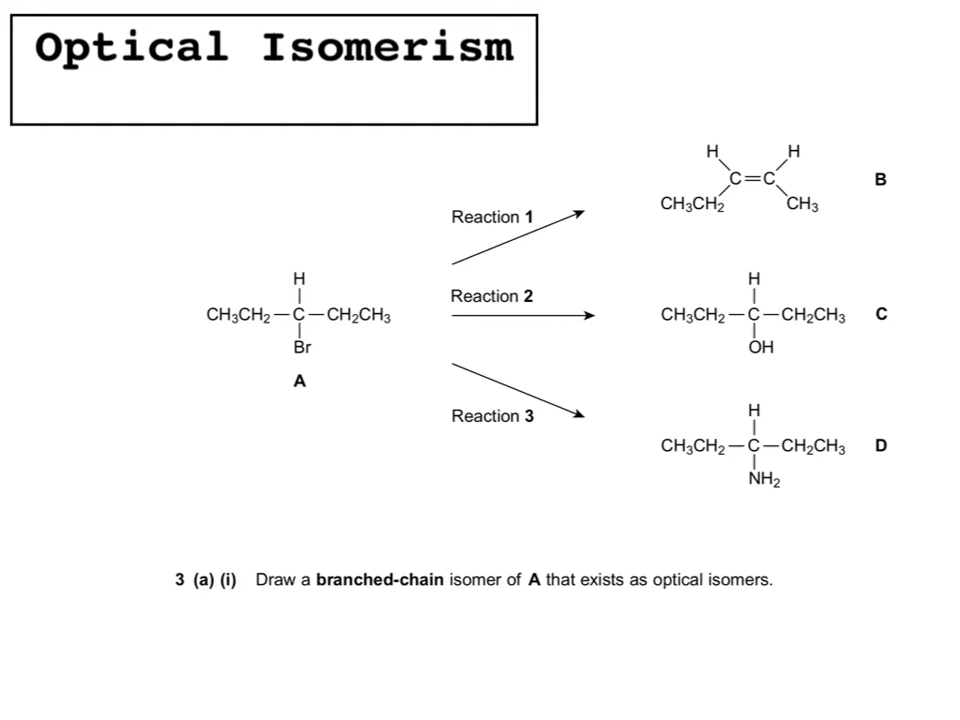 Optical Isomerism
H H
C=C B
CH₃CH₂ CH₃
Reaction 1
H
CH₃CH₂–C–CH₂CH₃
Br
A
Reaction 2
H
CH₃CH₂–C–CH₂CH₃ C
OH
Reaction 3
H
CH₃CH₂–C–CH₂CH₃ D
NH₂
3 (a) (i) Draw a branched-chain isomer of A that exists as optical isomers.